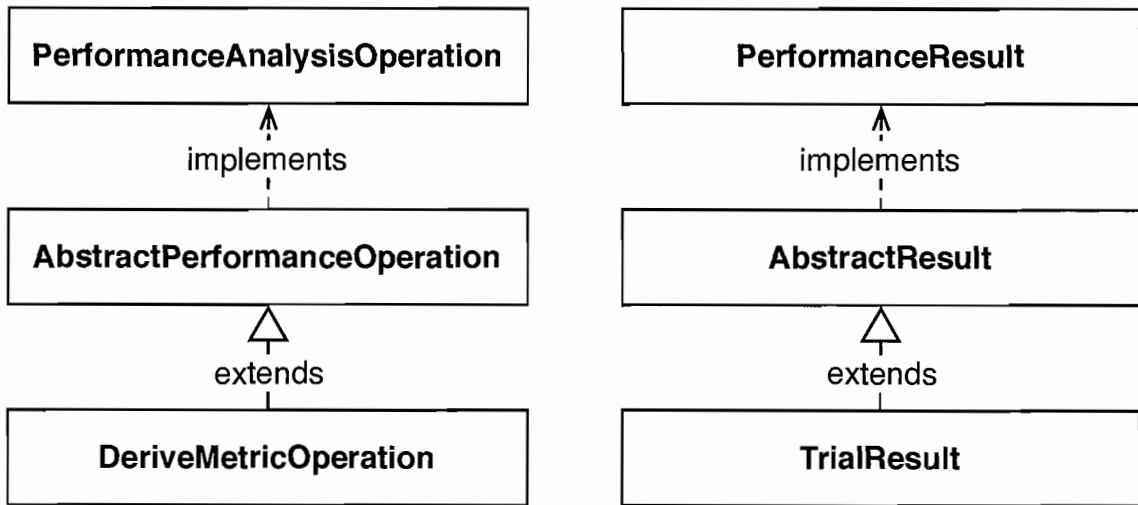 PerformanceAnalysisOperation
implements
AbstractPerformanceOperation
extends
DeriveMetricOperation
PerformanceResult
implements
AbstractResult
extends
TrialResult